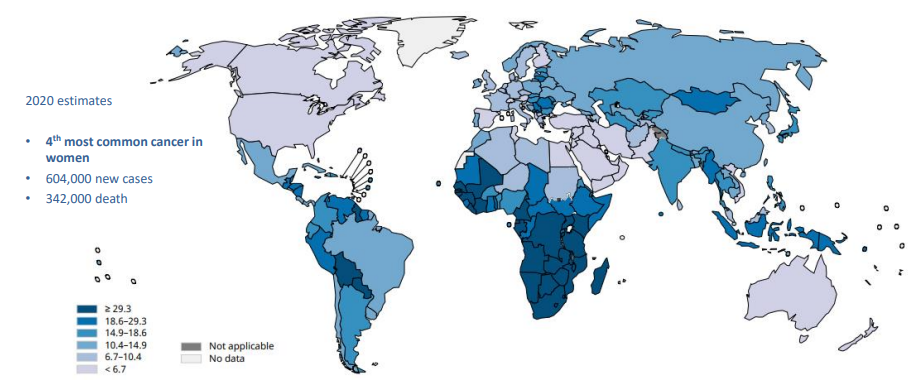 2020 estimates
• 4th most common cancer in
women
• 604,000 new cases
• 342,000 death
≥ 29.3
18.6–29.3
14.9–18.6
10.4–14.9
6.7–10.4
< 6.7
Not applicable
No data